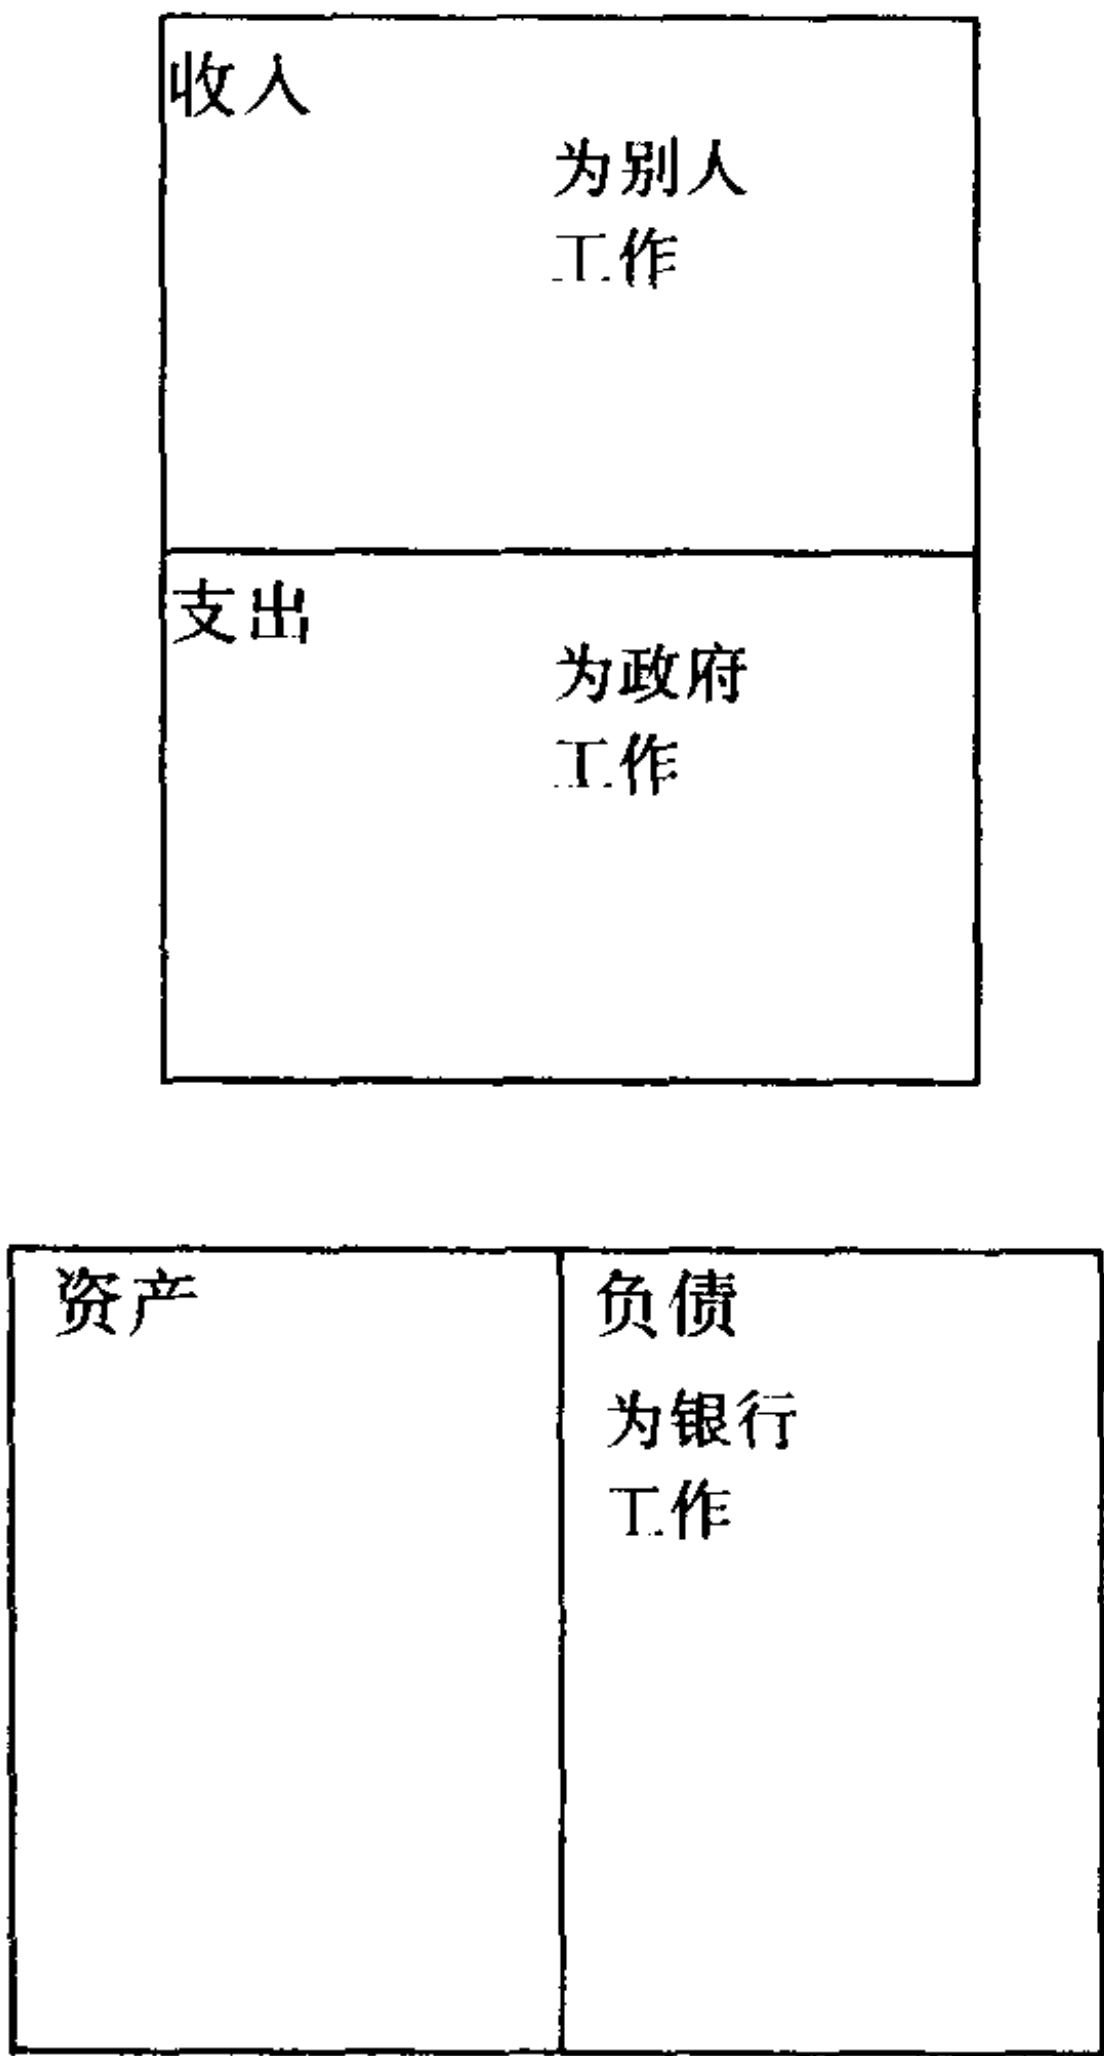 收入
为别人
工作
支出
为政府
工作
资产
负债
为银行
工作